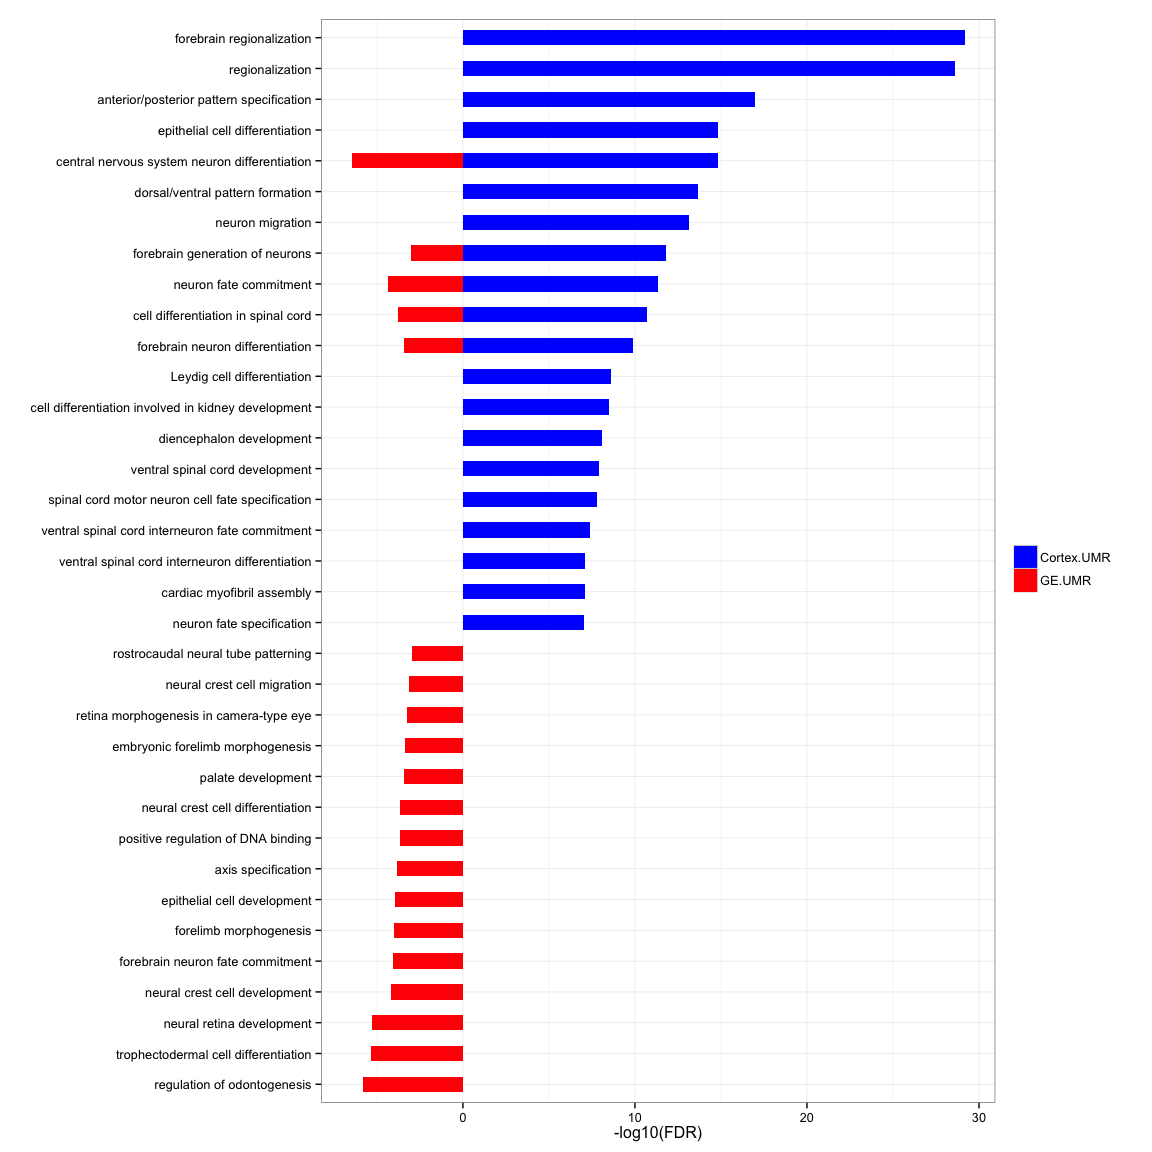 forebrain regionalization
regionalization
anterior/posterior pattern specification
epithelial cell differentiation
central nervous system neuron differentiation
dorsal/ventral pattern formation
neuron migration
forebrain generation of neurons
neuron fate commitment
cell differentiation in spinal cord
forebrain neuron differentiation
Leydig cell differentiation
cell differentiation involved in kidney development
diencephalon development
ventral spinal cord development
spinal cord motor neuron cell fate specification
ventral spinal cord interneuron fate commitment
ventral spinal cord interneuron differentiation
cardiac myofibril assembly
neuron fate specification
rostrocaudal neural tube patterning
neural crest cell migration
retina morphogenesis in camera-type eye
embryonic forelimb morphogenesis
palate development
neural crest cell differentiation
positive regulation of DNA binding
axis specification
epithelial cell development
forelimb morphogenesis
forebrain neuron fate commitment
neural crest cell development
neural retina development
trophectodermal cell differentiation
regulation of odontogenesis
0 10 20 30
-log10(FDR)
Cortex.UMR
GE.UMR